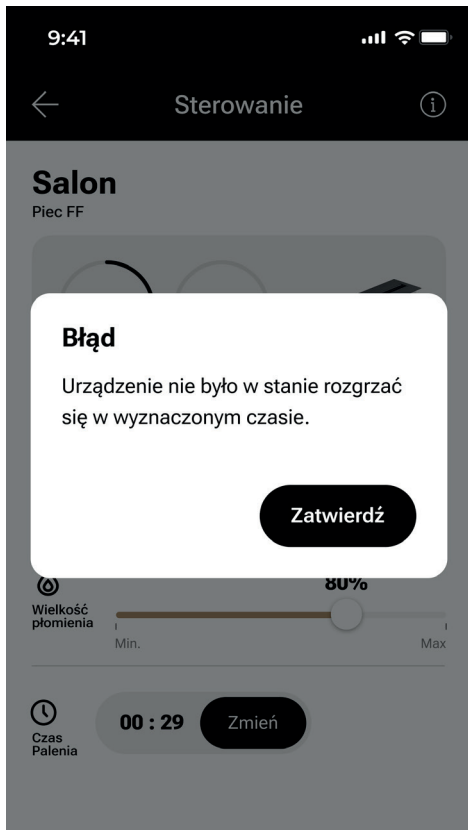 9:41
Sterowanie
Salon
Piec FF
Błąd
Urządzenie nie było w stanie rozgrzać
się w wyznaczonym czasie.
Zatwierdź
80%
Wielkość
płomienia
Min.
Max
00 : 29
Zmień
Czas
Palenia